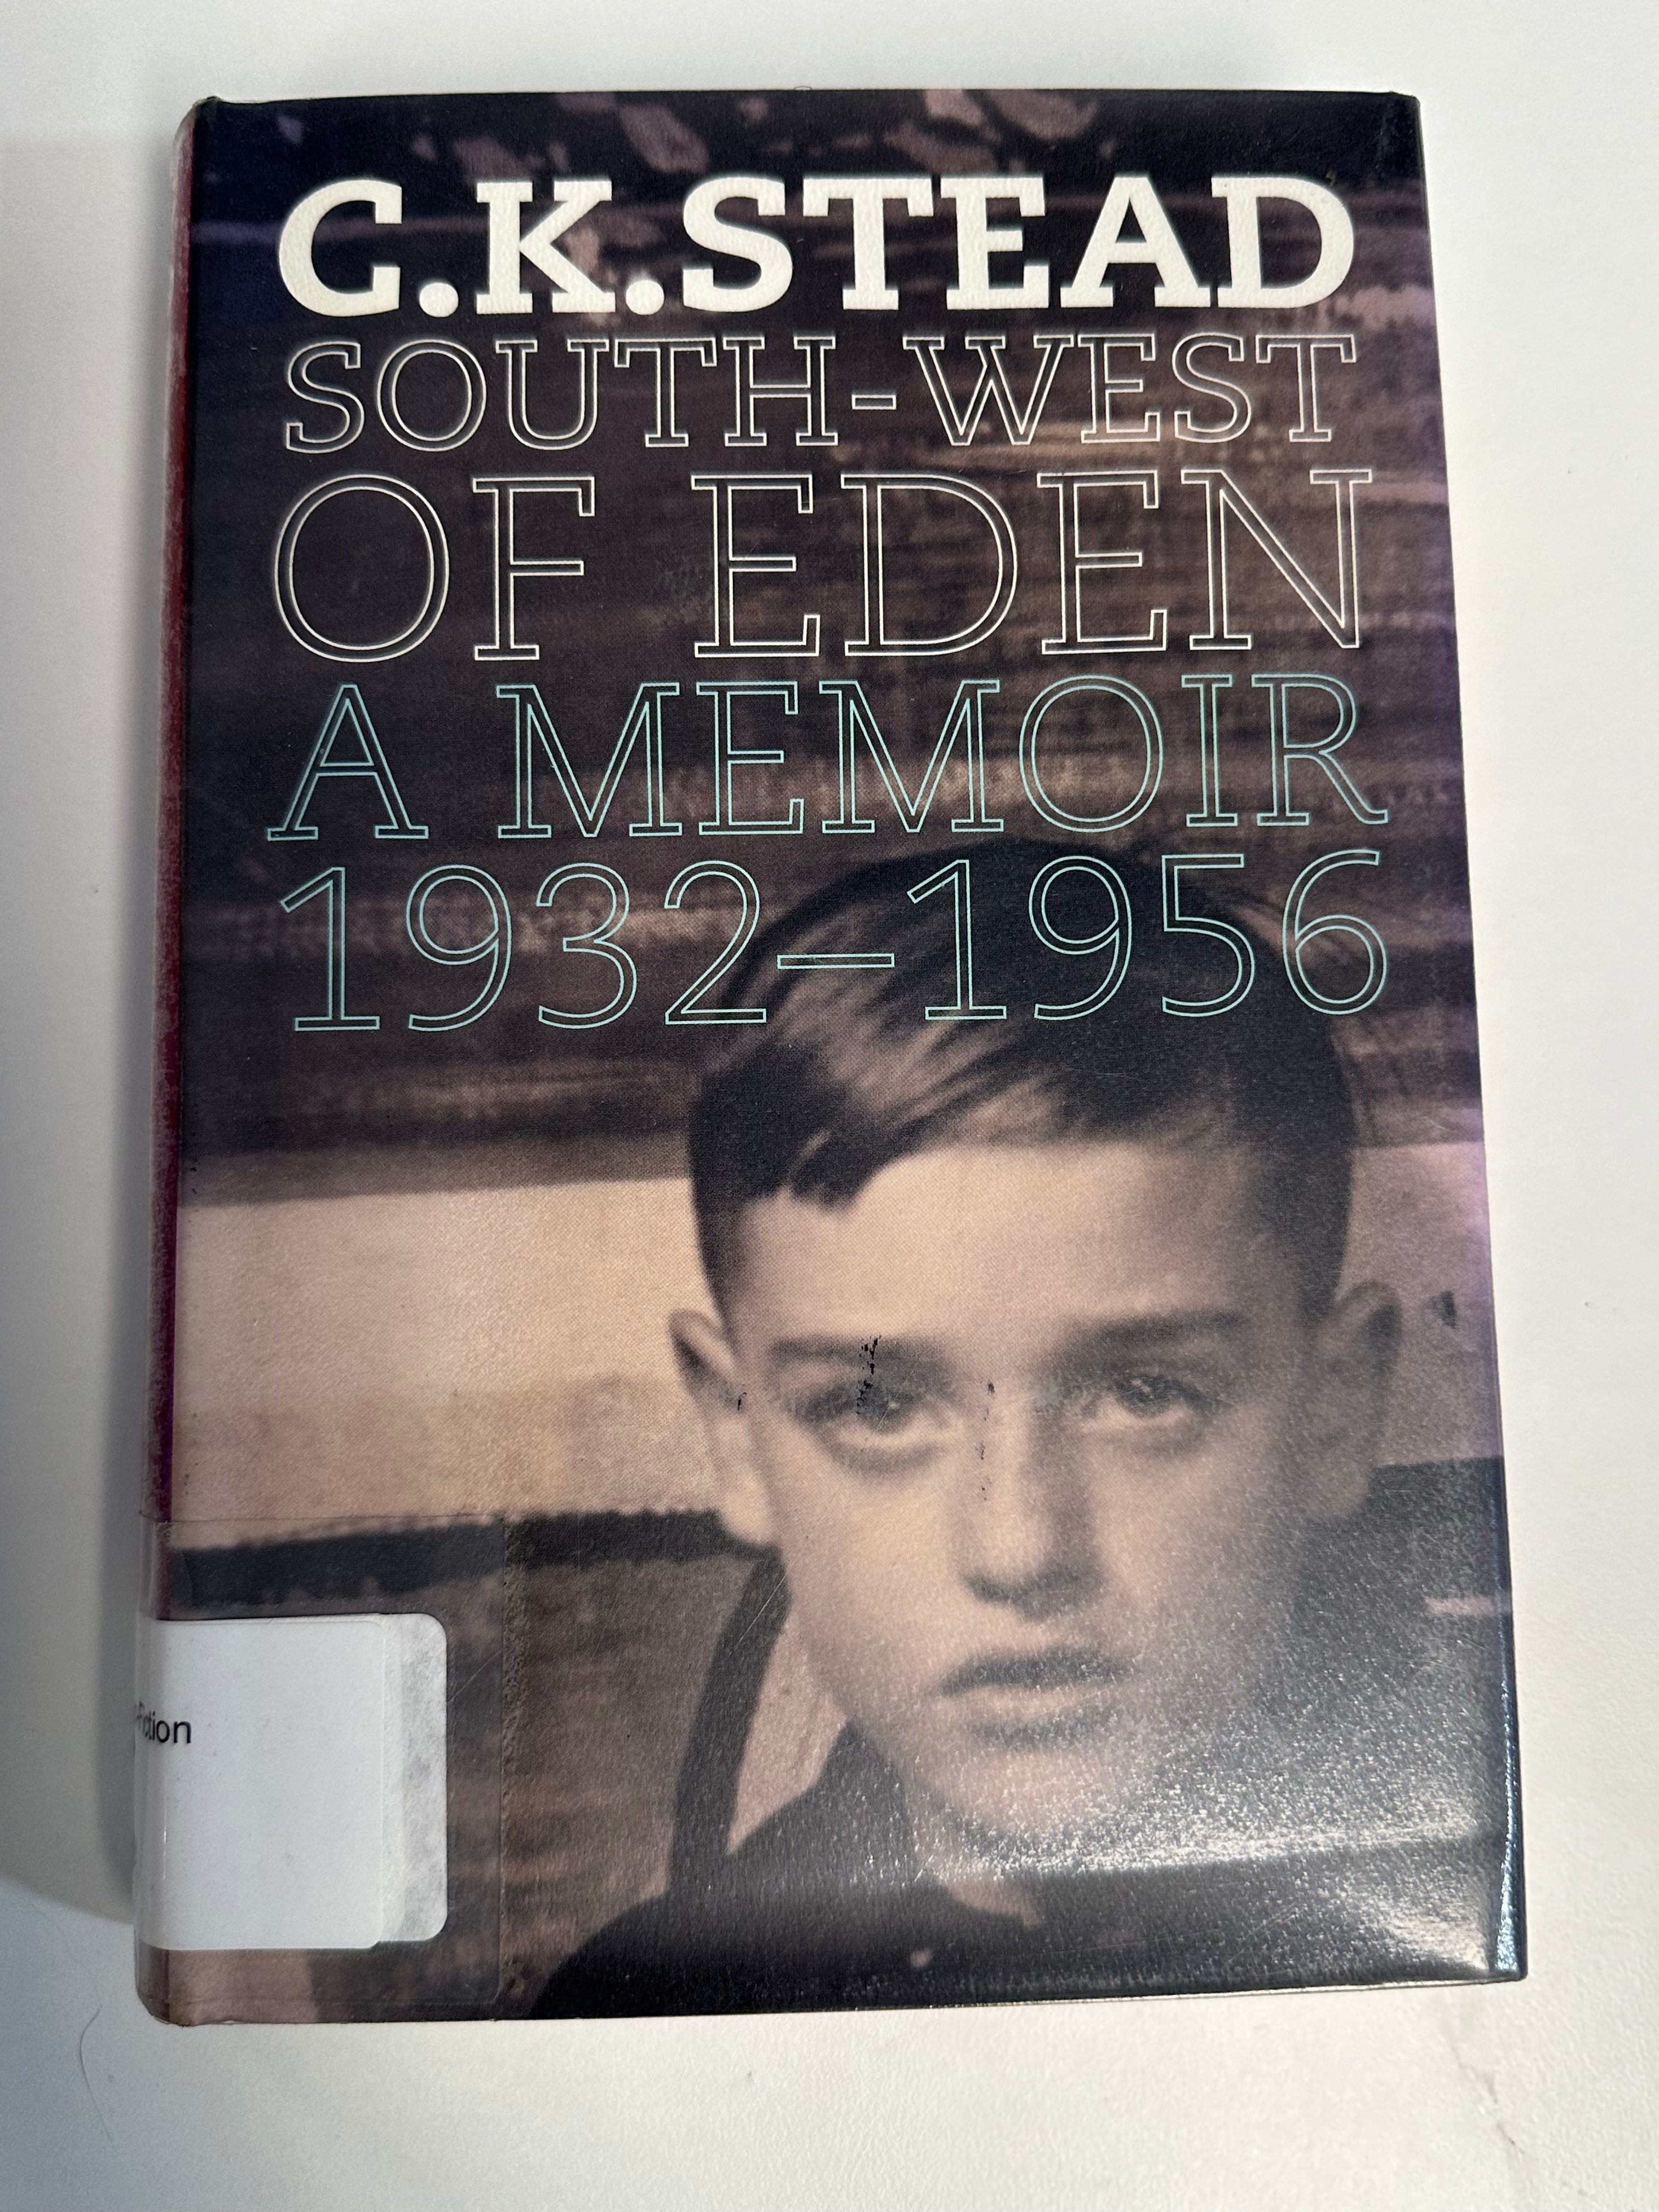 C.K.STEAD
SOUTH-WEST
OF EDEN
A MEMOIR
1932–1956